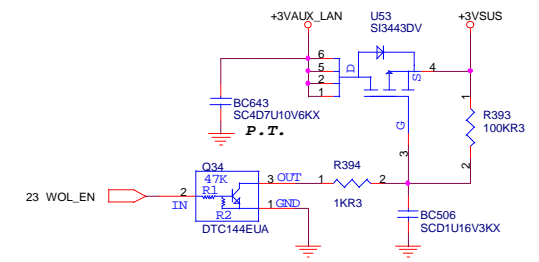 +3VAUX_LAN
U53
SI3443DV
+3VSUS
6
5
2
1
D
S
4
G
3
BC643
SC4D7U10V6KX
P.T.
1
R393
100KR3
2
Q34
47K
R1
R2
23 WOL_EN
2
IN
3 OUT
1 GND
DTC144EUA
1
R394
2
1KR3
BC506
SCD1U16V3KX